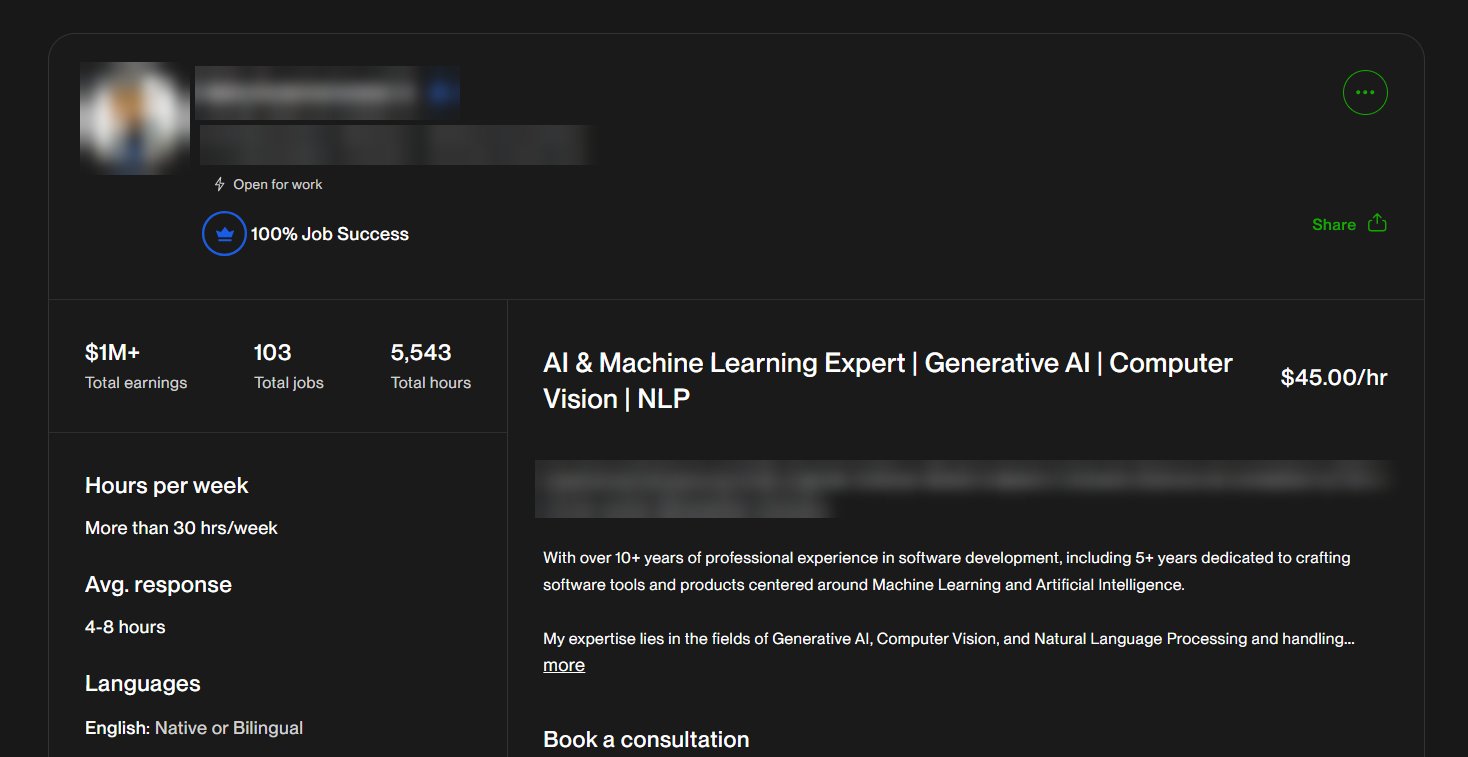 Open for work
100% Job Success
Share
$1M+
Total earnings
103
Total jobs
5,543
Total hours
Hours per week
More than 30 hrs/week
Avg. response
4-8 hours
Languages
English: Native or Bilingual
AI & Machine Learning Expert | Generative AI | Computer
Vision | NLP
$45.00/hr
With over 10+ years of professional experience in software development, including 5+ years dedicated to crafting
software tools and products centered around Machine Learning and Artificial Intelligence.
My expertise lies in the fields of Generative AI, Computer Vision, and Natural Language Processing and handling...
more
Book a consultation